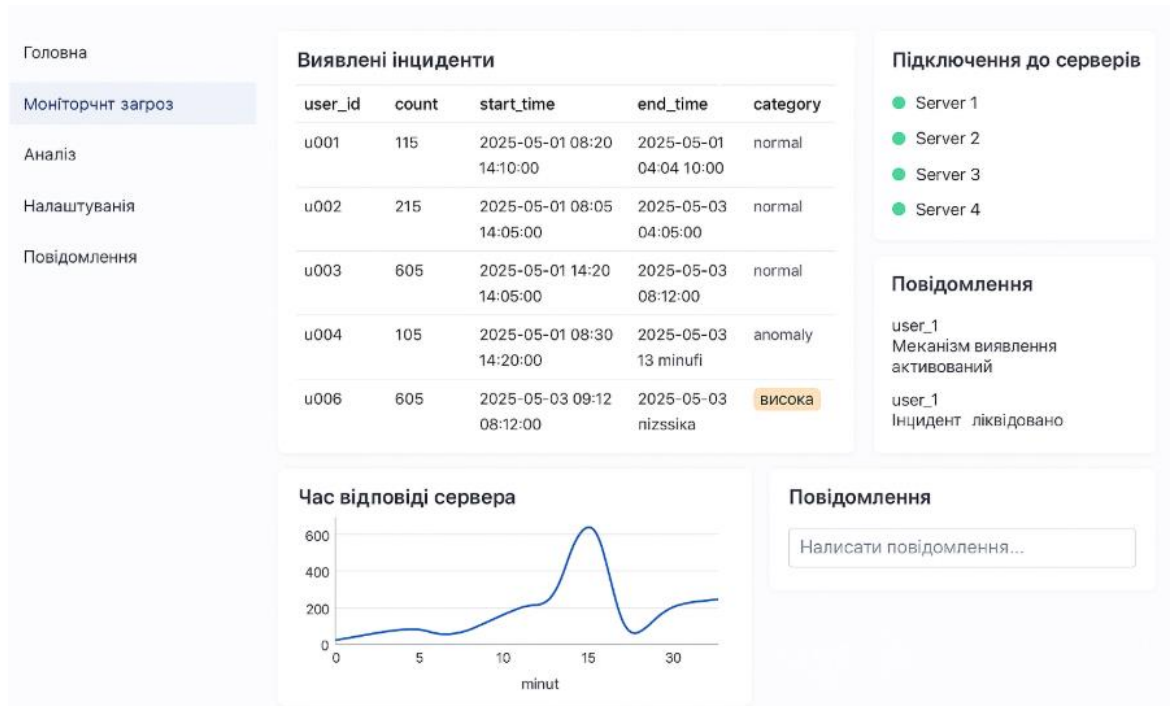 Головна
Моніторчнт загроз
Аналіз
Налаштуванія
Повідомлення
Виявлені інциденти
user_id count start_time end_time category
u001 115 2025-05-01 08:20 2025-05-01 normal
14:10:00 04:04 10:00
u002 215 2025-05-01 08:05 2025-05-03 normal
14:05:00 04:05:00
u003 605 2025-05-01 14:20 2025-05-03 normal
14:05:00 08:12:00
u004 105 2025-05-01 08:30 2025-05-03 anomaly
14:20:00 13 minufi
u006 605 2025-05-03 09:12 2025-05-03 висока
08:12:00 пizssіка
Підключення до серверів
Server 1
Server 2
Server 3
Server 4
Повідомлення
user_1
Механізм виявлення
активований
user_1
Інцидент ліквідовано
Час відповіді сервера
600
400
200
0
0 5 10 15 30
minut
Повідомлення
Налисати повідомлення...